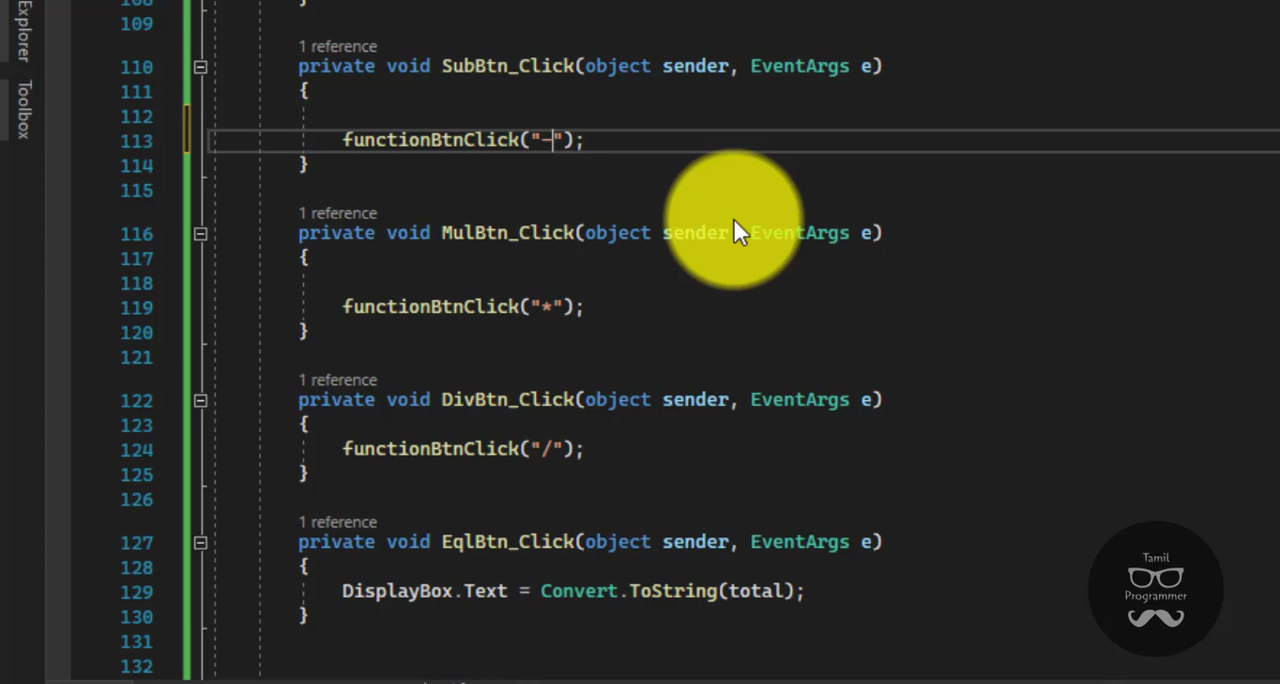 Explorer
Toolbox
108 }
109
1 reference
110 private void SubBtn_Click(object sender, EventArgs e)
111 {
112
113 functionBtnClick("-");
114 }
115
1 reference
116 private void MulBtn_Click(object sender, EventArgs e)
117 {
118
119 functionBtnClick("*");
120 }
121
1 reference
122 private void DivBtn_Click(object sender, EventArgs e)
123 {
124 functionBtnClick("/");
125 }
126
1 reference
127 private void EqlBtn_Click(object sender, EventArgs e)
128 {
129 DisplayBox.Text = Convert.ToString(total);
130 }
131
132
Tamil
Programmer